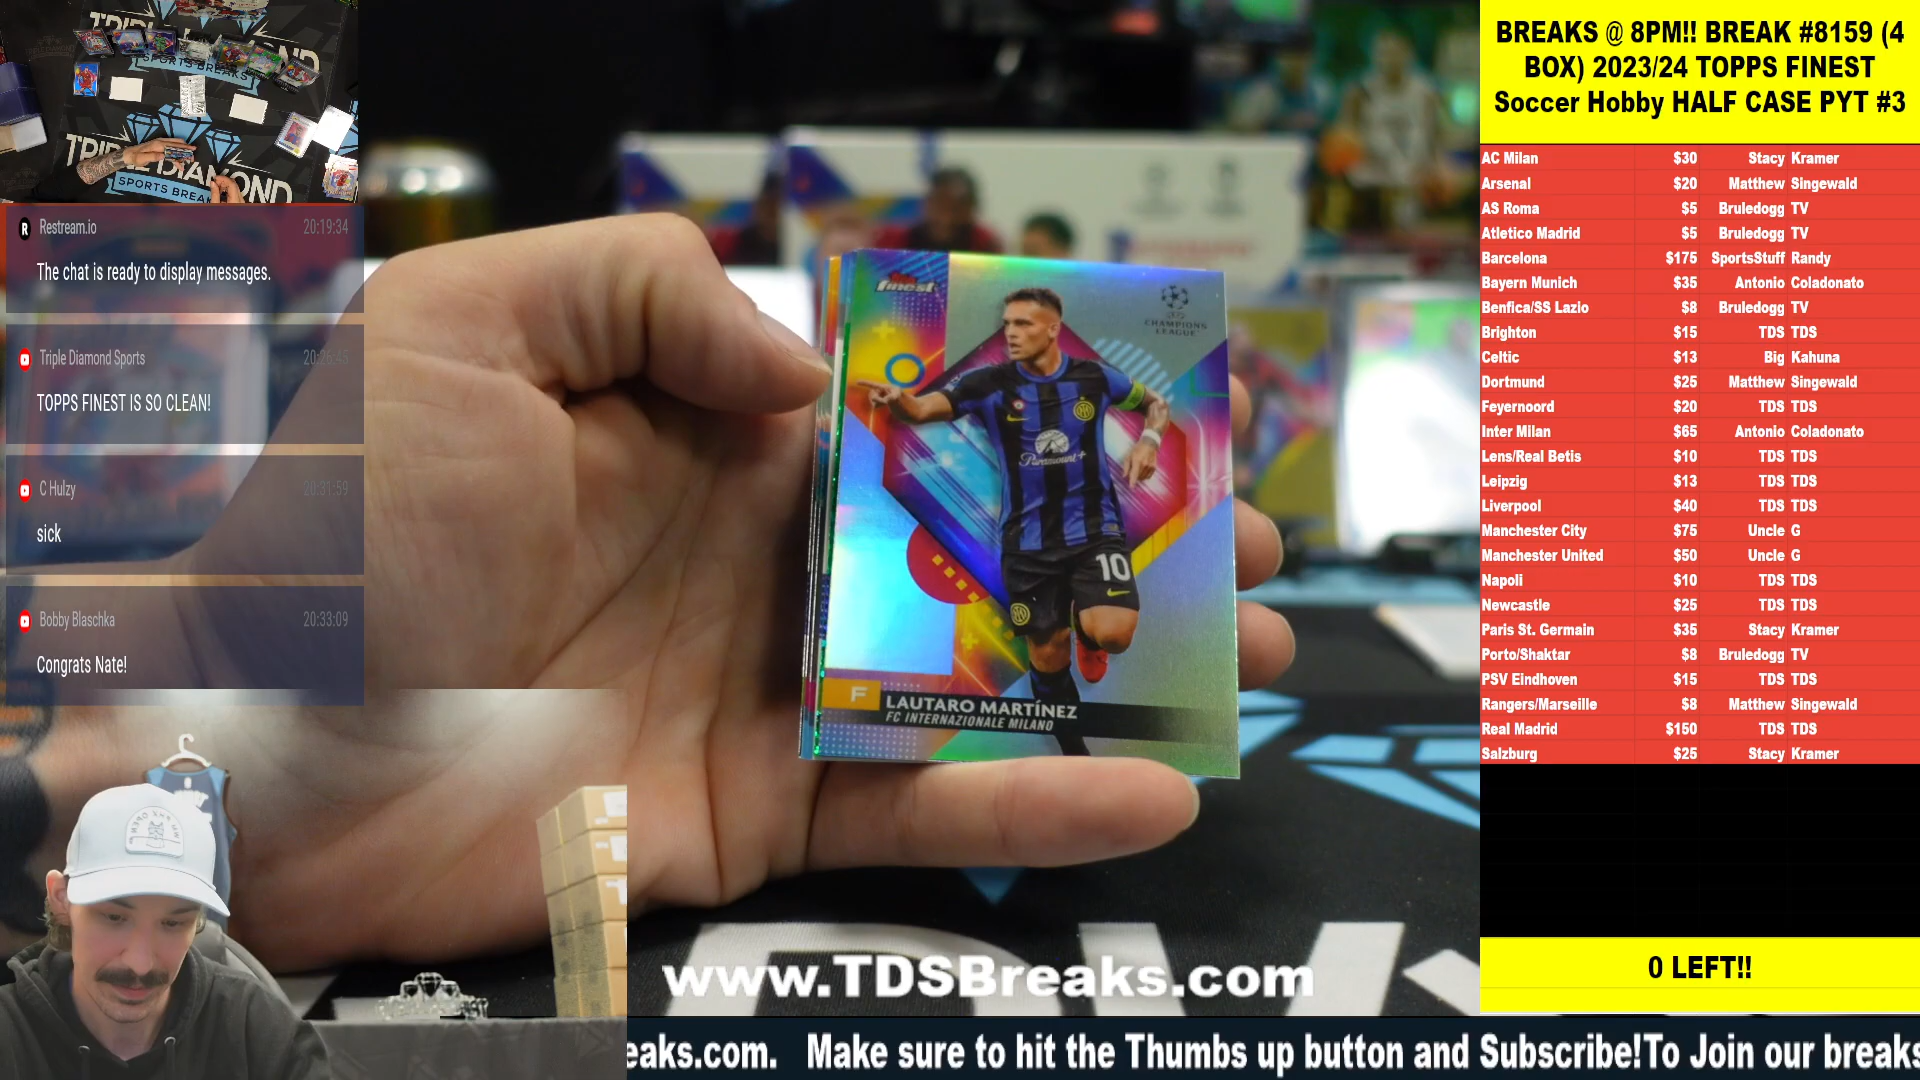 TRIPLE DIAMOND
SPORTS BREAKS
TRIPLE DIAMOND
SPORTS BREAKS
Restream.io 20:19:34
The chat is ready to display messages.
Triple Diamond Sports 20:26:45
TOPPS FINEST IS SO CLEAN!
C Hulzy 20:31:59
sick
Bobby Blaschka 20:33:09
Congrats Nate!
Topps
finest
CHAMPIONS
LEAGUE
Paramount+
10
F
LAUTARO MARTÍNEZ
FC INTERNAZIONALE MILANO
www.TDSBreaks.com
eaks.com. Make sure to hit the Thumbs up button and Subscribe!To Join our breaks
BREAKS @ 8PM!! BREAK #8159 (4
BOX) 2023/24 TOPPS FINEST
Soccer Hobby HALF CASE PYT #3
AC Milan $30 Stacy Kramer
Arsenal $20 Matthew Singewald
AS Roma $5 Bruledogg TV
Atletico Madrid $5 Bruledogg TV
Barcelona $175 SportsStuff Randy
Bayern Munich $35 Antonio Coladonato
Benfica/SS Lazio $8 Bruledogg TV
Brighton $15 TDS TDS
Celtic $13 Big Kahuna
Dortmund $25 Matthew Singewald
Feyernoord $20 TDS TDS
Inter Milan $65 Antonio Coladonato
Lens/Real Betis $10 TDS TDS
Leipzig $13 TDS TDS
Liverpool $40 TDS TDS
Manchester City $75 Uncle G
Manchester United $50 Uncle G
Napoli $10 TDS TDS
Newcastle $25 TDS TDS
Paris St. Germain $35 Stacy Kramer
Porto/Shaktar $8 Bruledogg TV
PSV Eindhoven $15 TDS TDS
Rangers/Marseille $8 Matthew Singewald
Real Madrid $150 TDS TDS
Salzburg $25 Stacy Kramer
0 LEFT!!